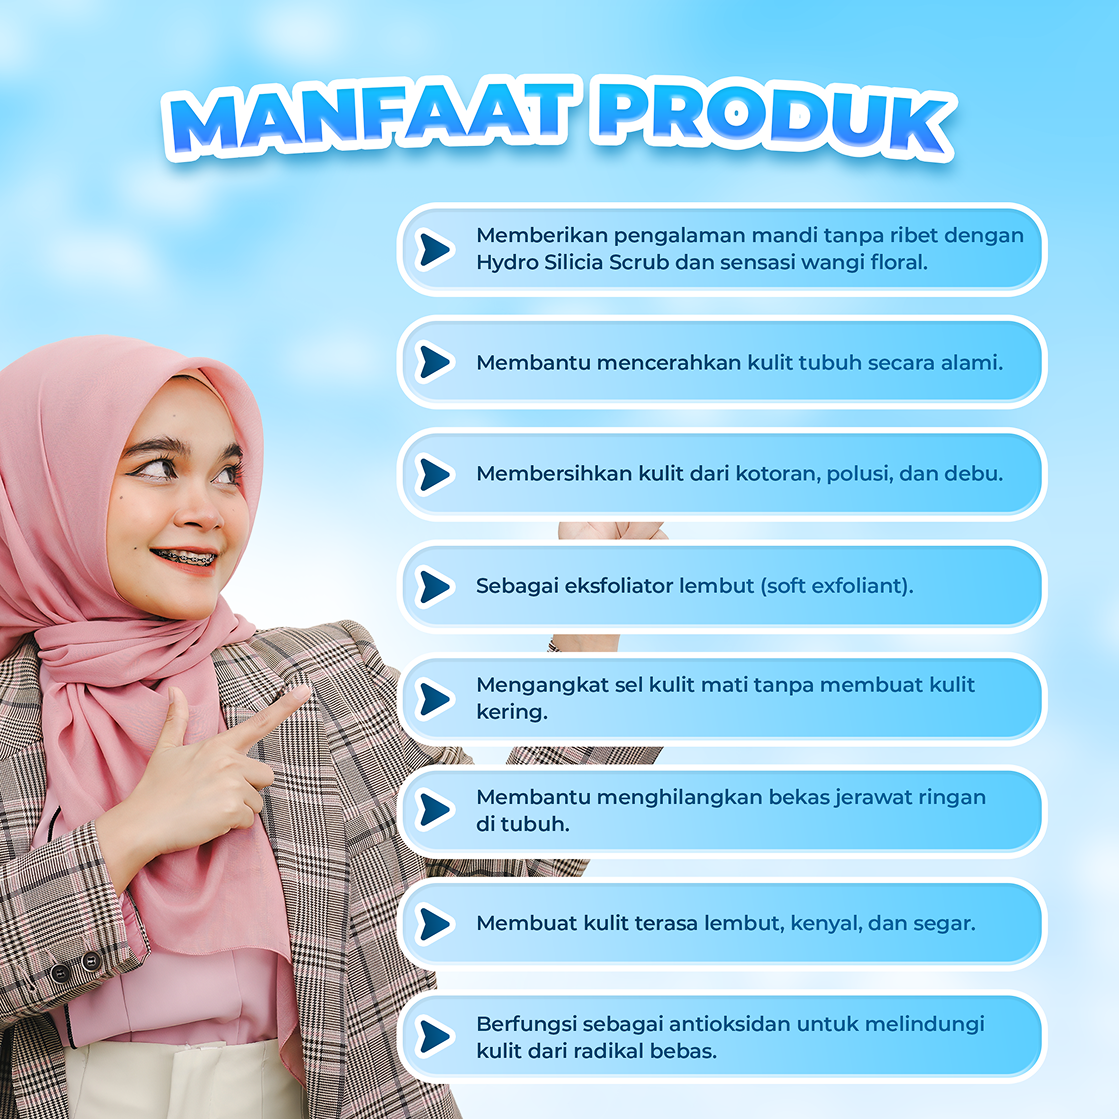 MANFAAT PRODUK
Memberikan pengalaman mandi tanpa ribet dengan
Hydro Silicia Scrub dan sensasi wangi floral.
Membantu mencerahkan kulit tubuh secara alami.
Membersihkan kulit dari kotoran, polusi, dan debu.
Sebagai eksfoliator lembut (soft exfoliant).
Mengangkat sel kulit mati tanpa membuat kulit
kering.
Membantu menghilangkan bekas jerawat ringan
di tubuh.
Membuat kulit terasa lembut, kenyal, dan segar.
Berfungsi sebagai antioksidan untuk melindungi
kulit dari radikal bebas.